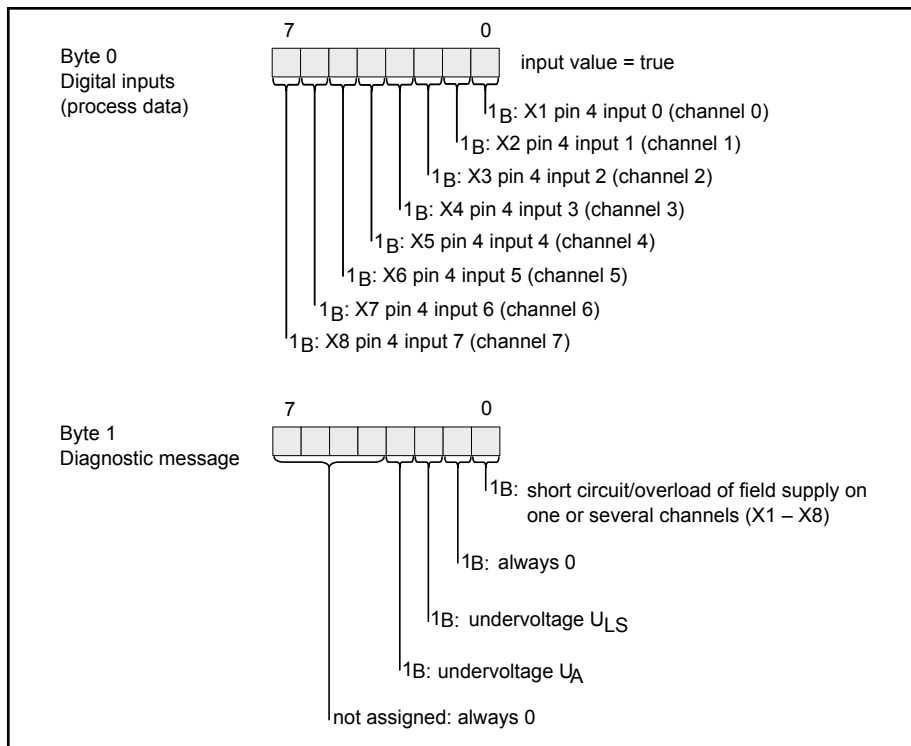 7 0
Byte 0
Digital inputs
(process data)
input value = true
1B: X1 pin 4 input 0 (channel 0)
1B: X2 pin 4 input 1 (channel 1)
1B: X3 pin 4 input 2 (channel 2)
1B: X4 pin 4 input 3 (channel 3)
1B: X5 pin 4 input 4 (channel 4)
1B: X6 pin 4 input 5 (channel 5)
1B: X7 pin 4 input 6 (channel 6)
1B: X8 pin 4 input 7 (channel 7)
7 0
Byte 1
Diagnostic message
1B: short circuit/overload of field supply on
one or several channels (X1 – X8)
1B: always 0
1B: undervoltage ULS
1B: undervoltage UA
not assigned: always 0